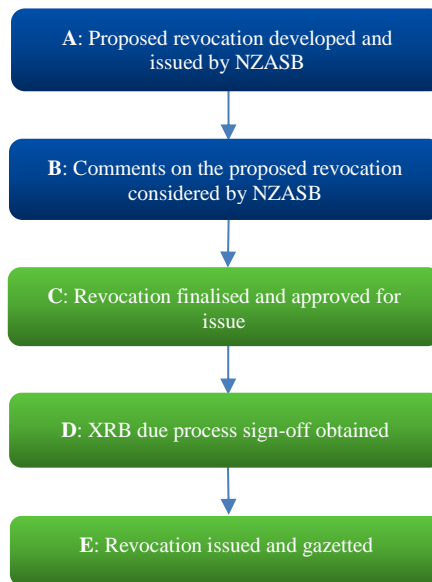 A: Proposed revocation developed and
issued by NZASB
B: Comments on the proposed revocation
considered by NZASB
C: Revocation finalised and approved for
issue
D: XRB due process sign-off obtained
E: Revocation issued and gazetted